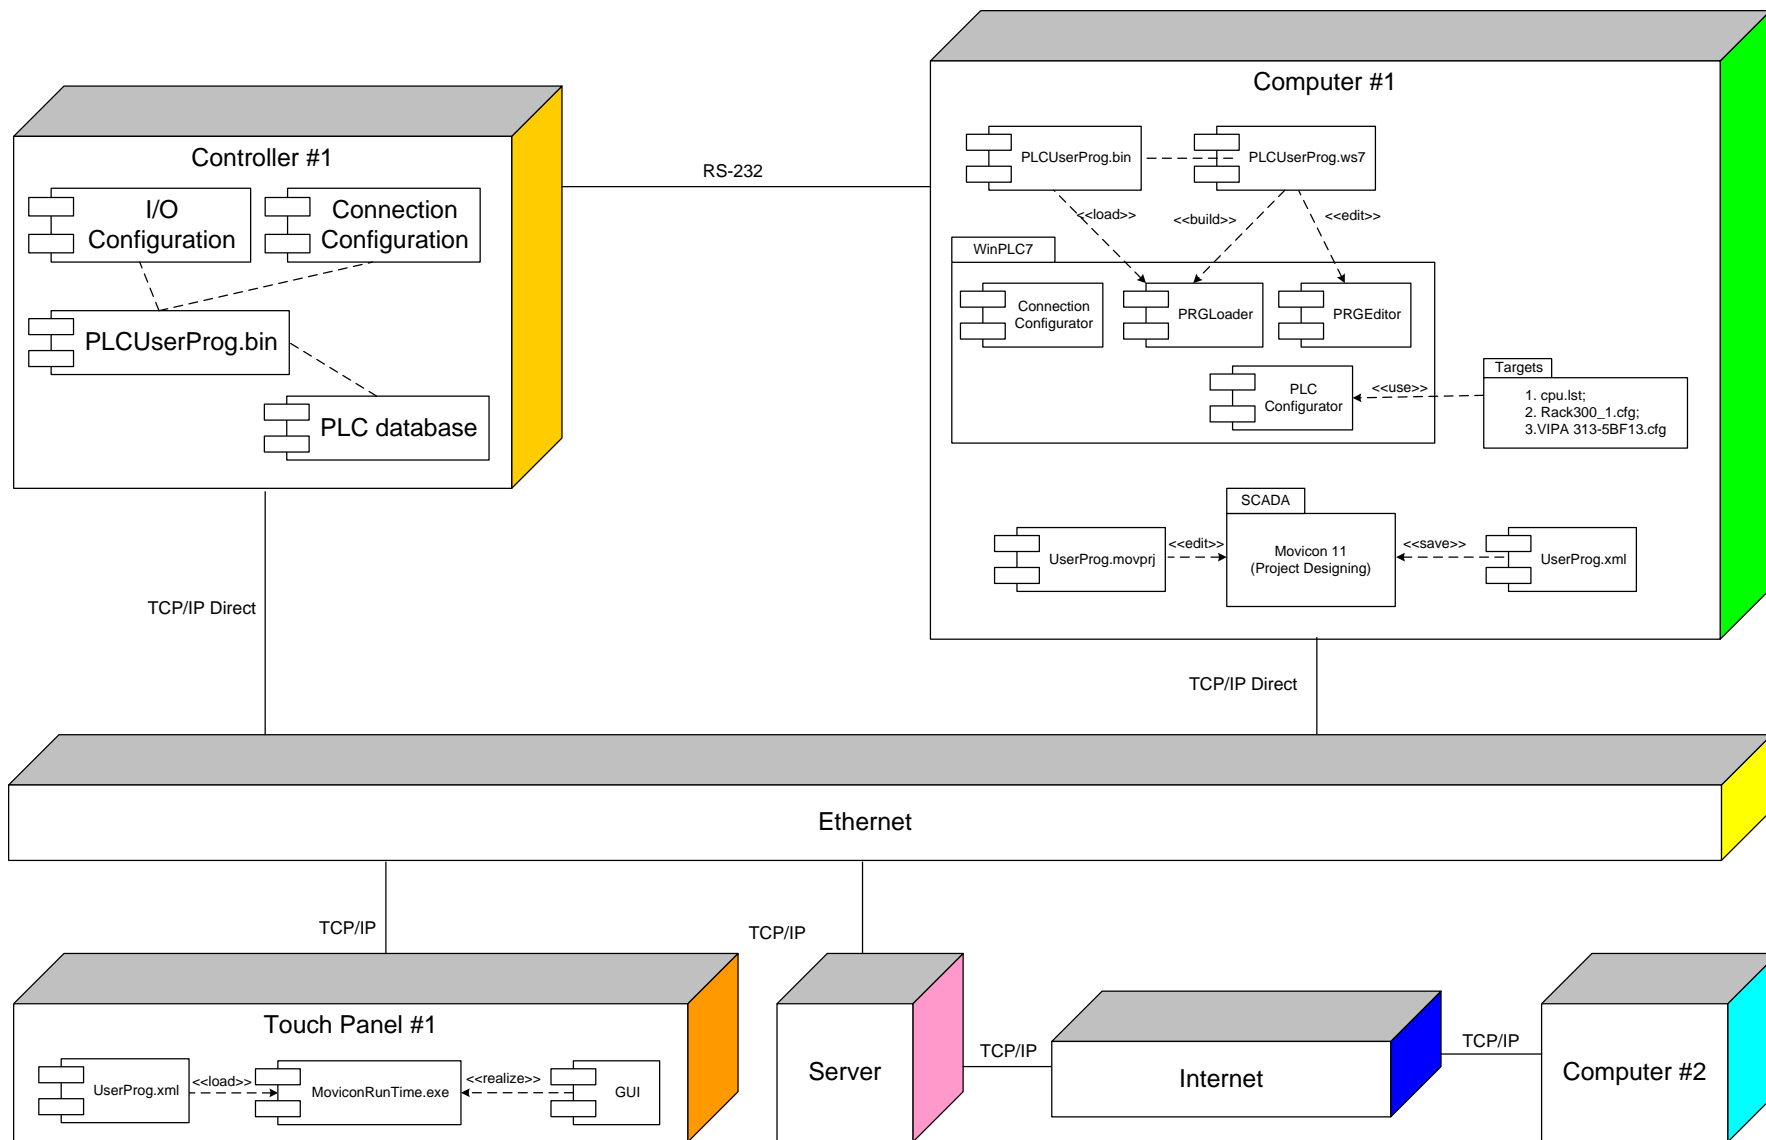 Computer #1
Controller #1
I/O
Configuration
Connection
Configuration
PLCUserProg.bin
PLC database
RS-232
PLCUserProg.bin
PLCUserProg.ws7
<<load>>
<<build>>
<<edit>>
WinPLC7
Connection
Configurator
PRGLoader
PRGEditor
PLC
Configurator
<<use>>
Targets
1. cpu.lst;
2. Rack300_1.cfg;
3.VIPA 313-5BF13.cfg
SCADA
UserProg.movprj
<<edit>>
Movicon 11
(Project Designing)
<<save>>
UserProg.xml
TCP/IP Direct
TCP/IP Direct
Ethernet
TCP/IP
TCP/IP
Touch Panel #1
UserProg.xml
<<load>>
MoviconRunTime.exe
<<realize>>
GUI
Server
TCP/IP
Internet
TCP/IP
Computer #2